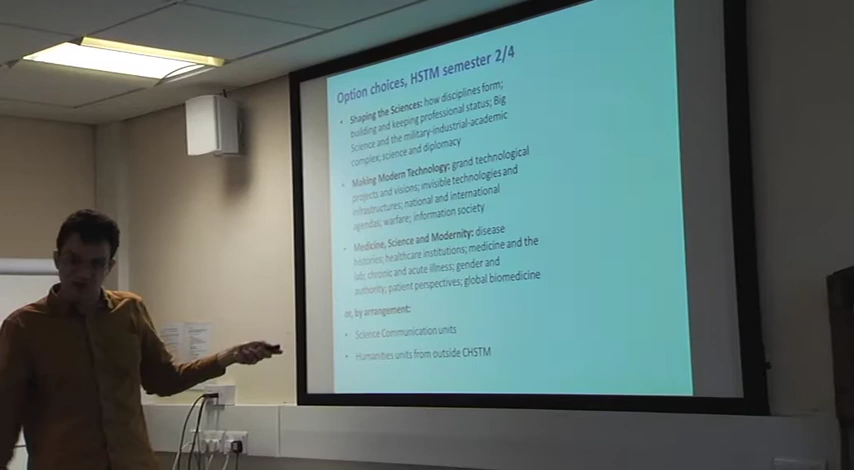 Option choices, HSTM semester 2/4
• Shaping the Sciences: how disciplines form;
building and keeping professional status; Big
Science and the military-industrial-academic
complex; science and diplomacy
• Making Modern Technology: grand technological
projects and visions; invisible technologies and
infrastructures; national and international
agendas; warfare; information society
• Medicine, Science and Modernity: disease
histories; healthcare institutions; medicine and the
lab; chronic and acute illness; gender and
authority; patient perspectives; global biomedicine
or, by arrangement:
• Science Communication units
• Humanities units from outside CHSTM